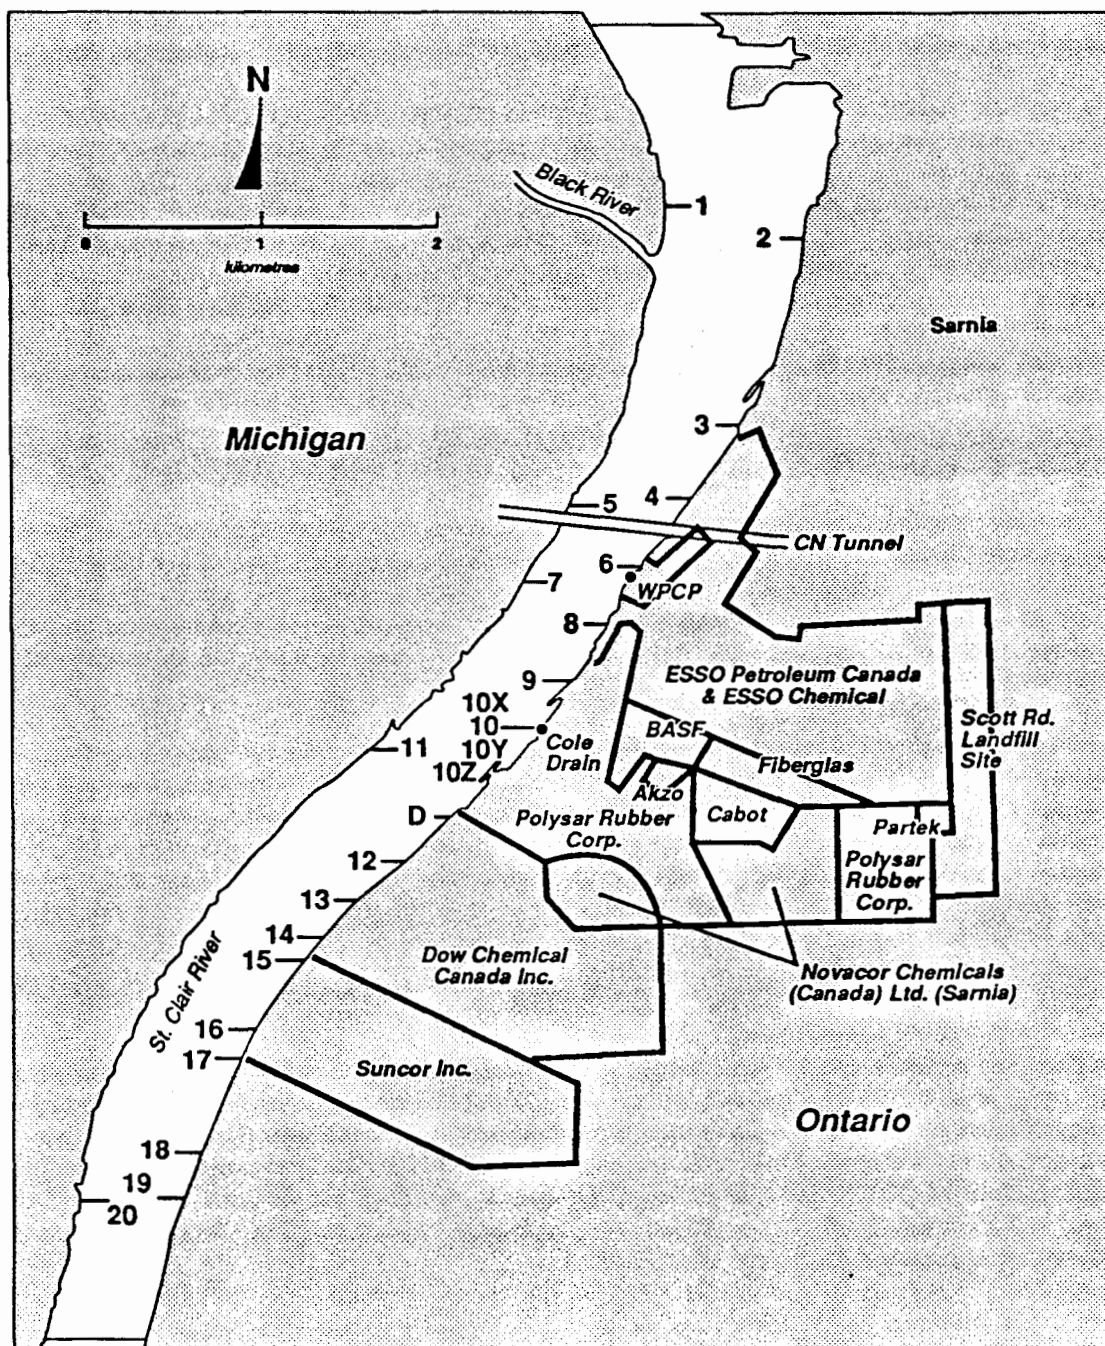 N
Black River
1
2
0 1 2
kilometres
Sarnia
Michigan
3
4
5
CN Tunnel
6
WPCP
7
8
ESSO Petroleum Canada
& ESSO Chemical
9
10X
10
10Y
10Z
Cole
Drain
BASF
Scott Rd.
Landfill
Site
11
Fiberglas
Akzo
Cabot
D
Polysar Rubber
Corp.
Partek
12
Polysar
Rubber
Corp.
13
14
15
Dow Chemical
Canada Inc.
Novacor Chemicals
(Canada) Ltd. (Sarnia)
St. Clair River
16
17
Suncor Inc.
Ontario
18
19
20